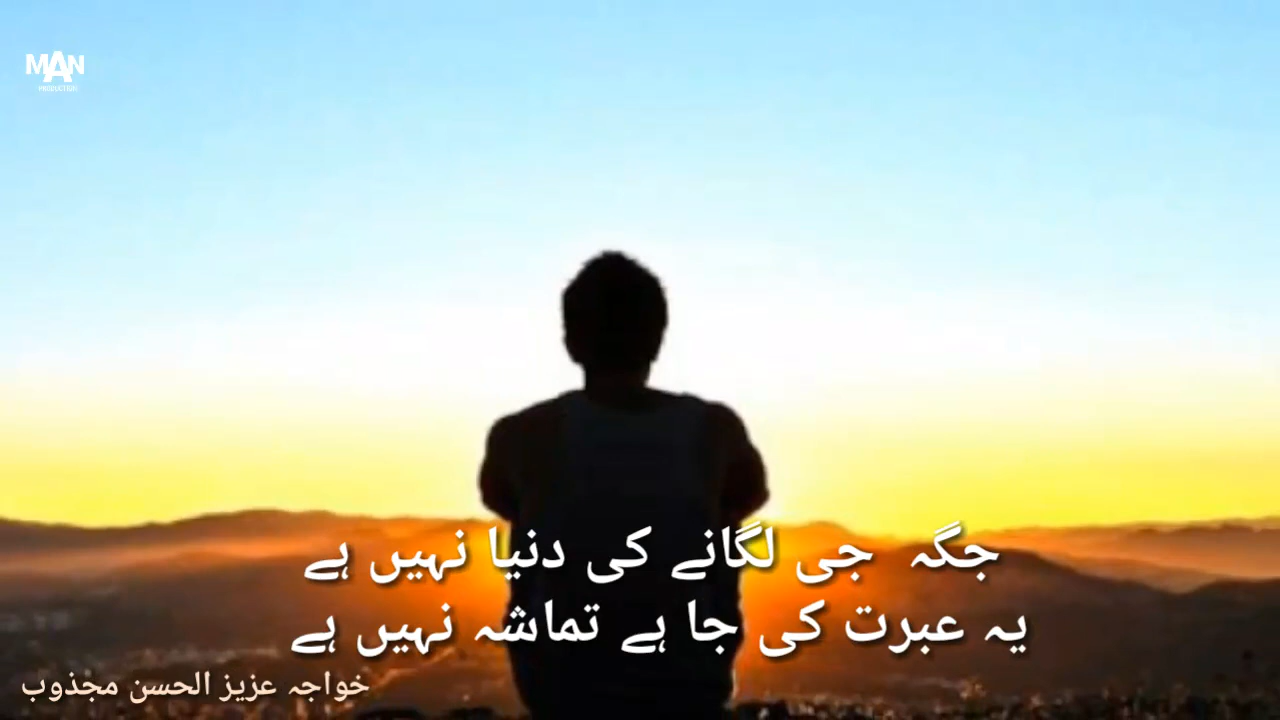 MAN
PRODUCTION
جگہ جی لگانے کی دنیا نہیں ہے
یہ عبرت کی جا ہے تماشہ نہیں ہے
خواجہ عزیز الحسن مجذوب